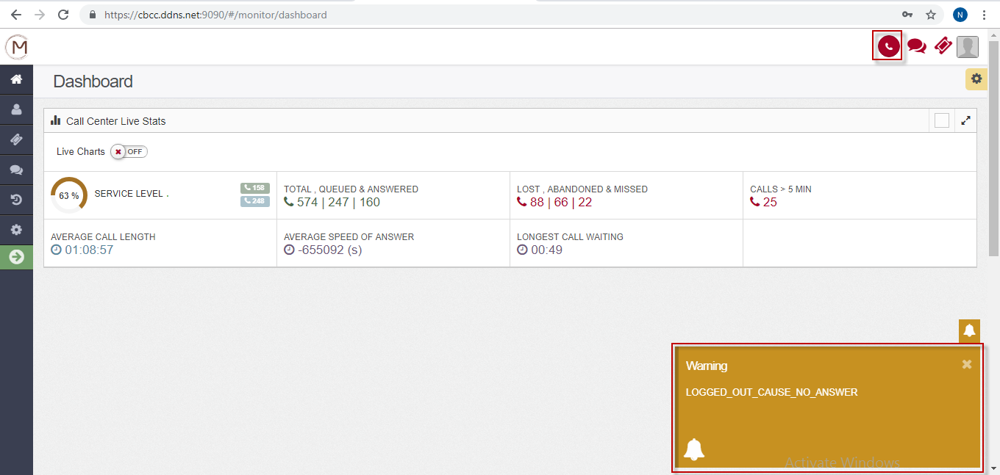 https://cbcc.ddns.net:9090/#/monitor/dashboard
N
M
Dashboard
Call Center Live Stats
Live Charts OFF
63 %
SERVICE LEVEL .
158
248
TOTAL , QUEUED & ANSWERED
574 | 247 | 160
LOST , ABANDONED & MISSED
88 | 66 | 22
CALLS > 5 MIN
25
AVERAGE CALL LENGTH
01:08:57
AVERAGE SPEED OF ANSWER
-655092 (s)
LONGEST CALL WAITING
00:49
Warning
LOGGED_OUT_CAUSE_NO_ANSWER
Activate Windows